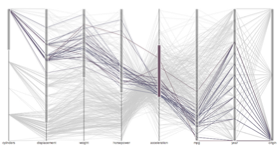 cylinders
displacement
weight
horsepower
acceleration
mpg
year
origin